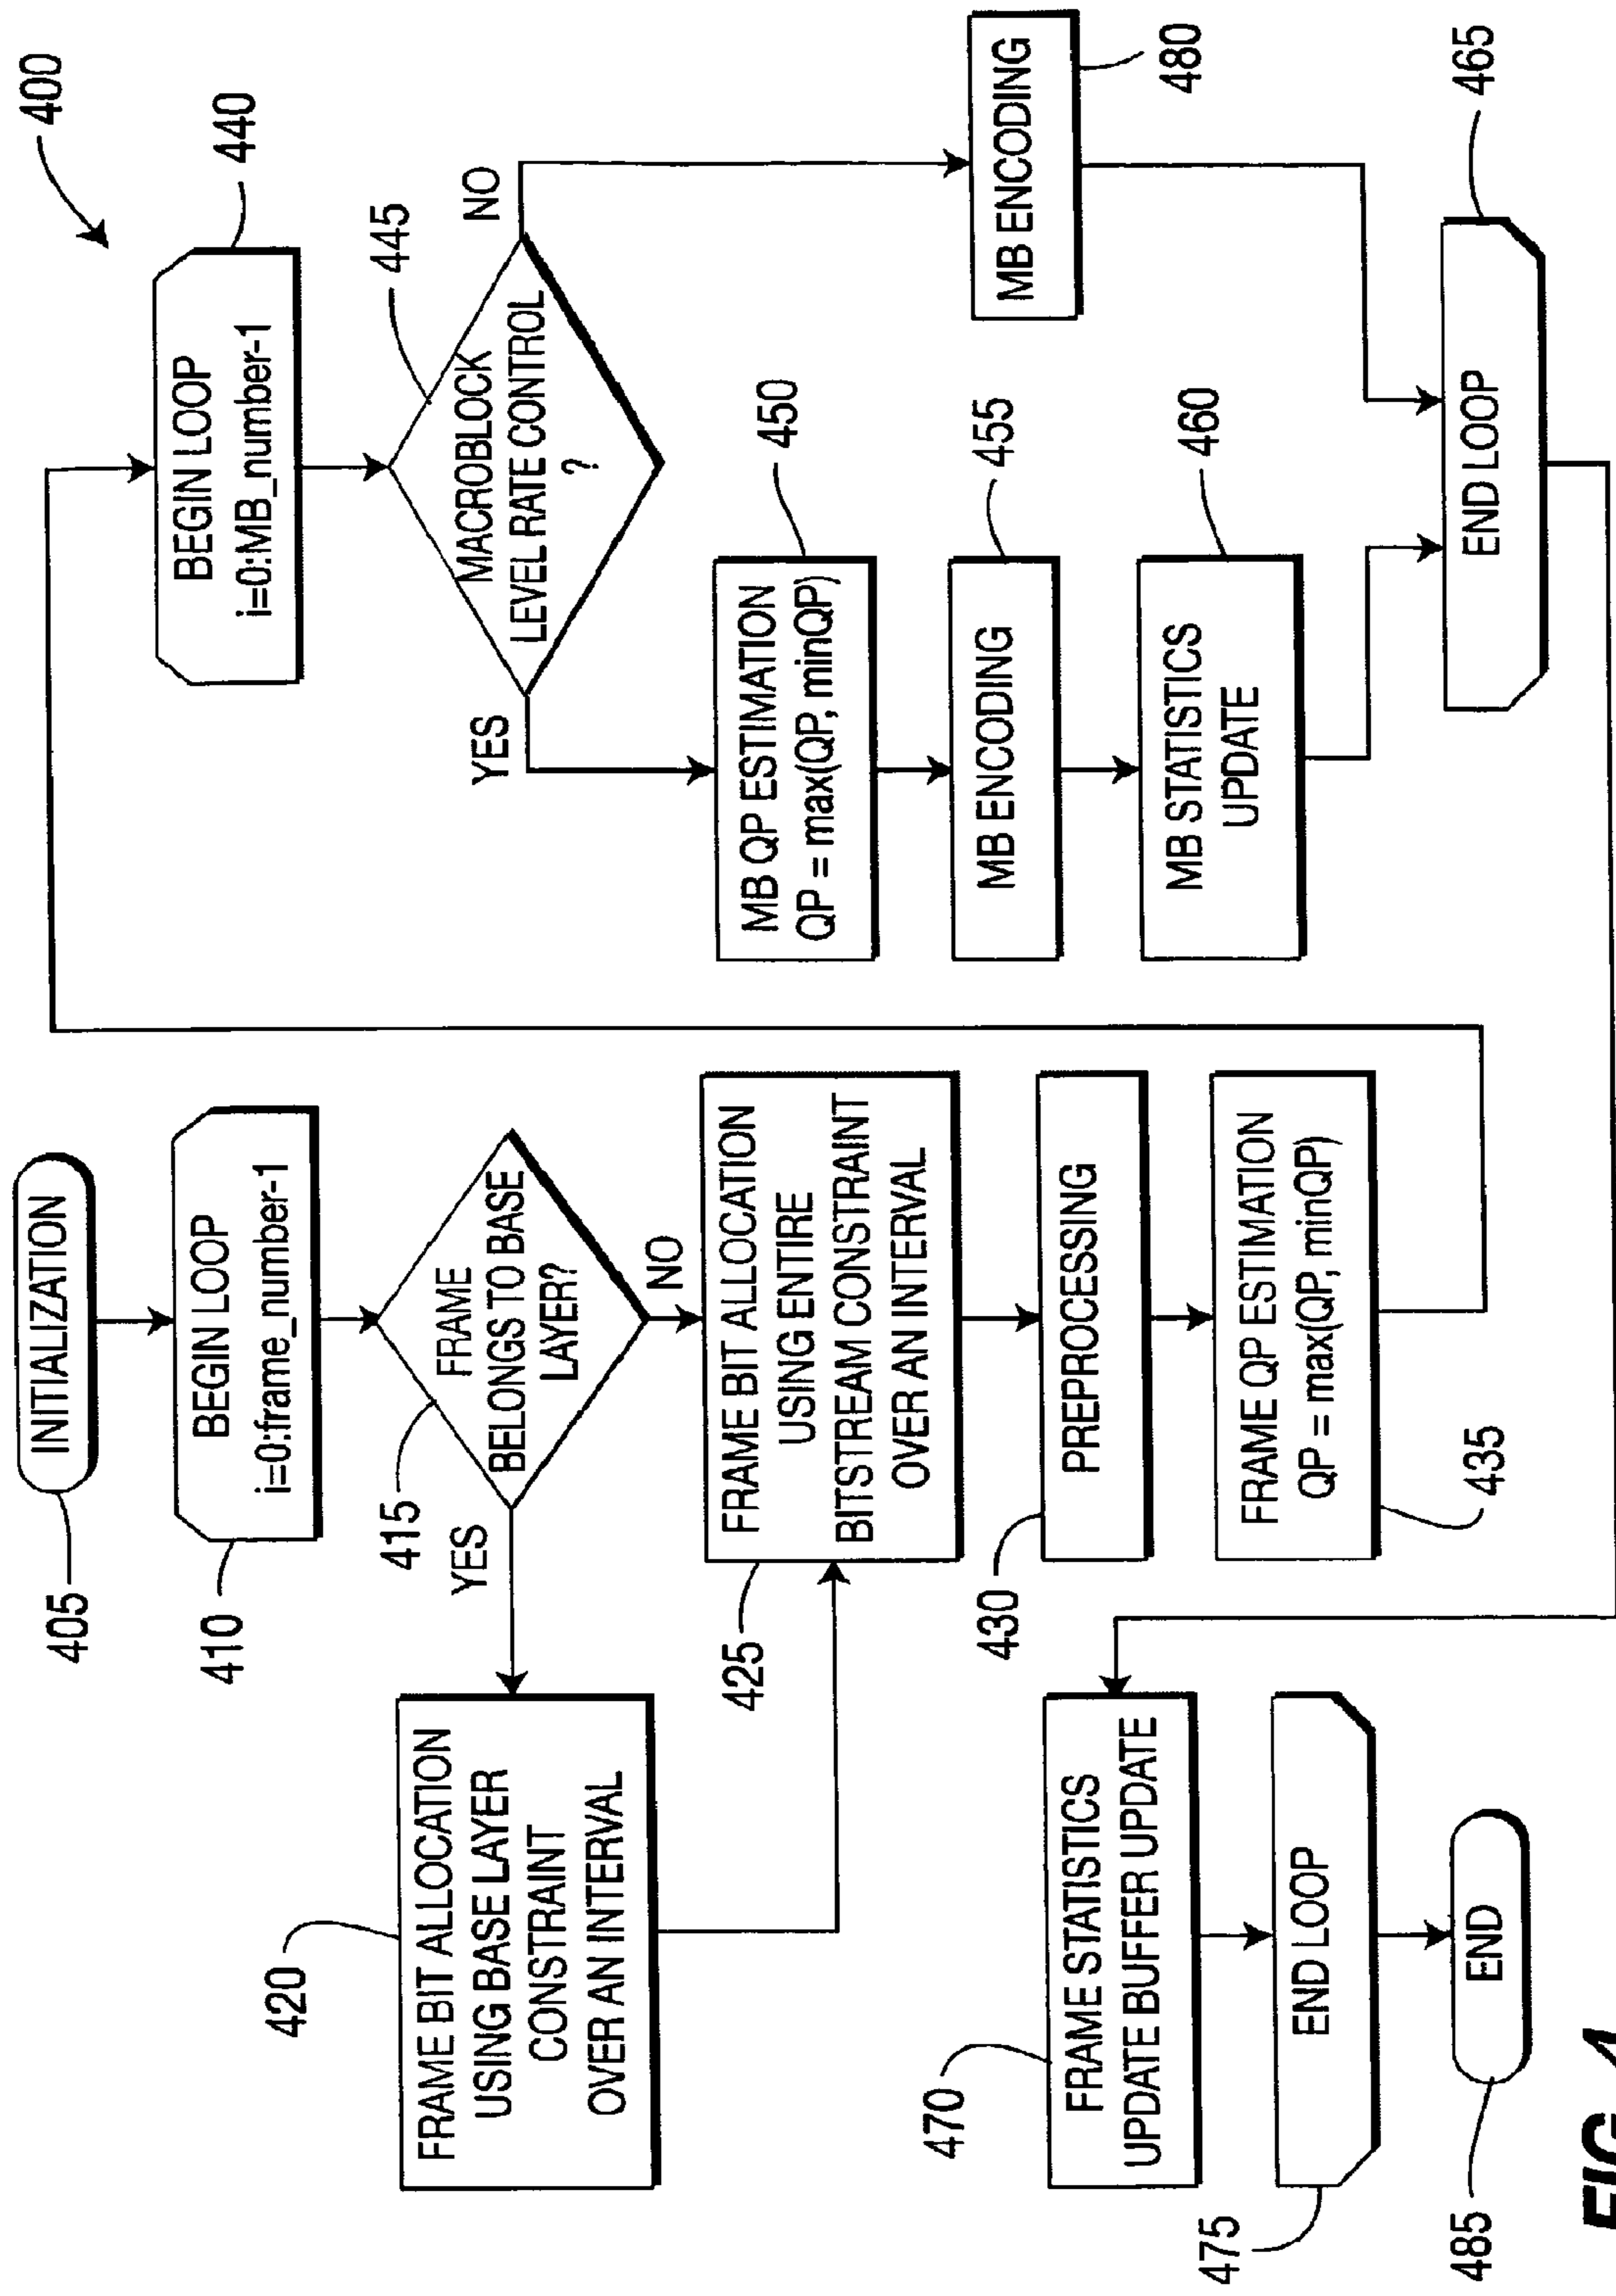 400
405
INITIALIZATION
410
BEGIN LOOP
i=0:frame_number-1
415
FRAME
BELONGS TO BASE
LAYER?
YES
NO
420
FRAME BIT ALLOCATION
USING BASE LAYER
CONSTRAINT
OVER AN INTERVAL
425
FRAME BIT ALLOCATION
USING ENTIRE
BITSTREAM CONSTRAINT
OVER AN INTERVAL
430
PREPROCESSING
FRAME QP ESTIMATION
QP = max(QP, minQP)
435
440
BEGIN LOOP
i=0:MB_number-1
445
MACROBLOCK
LEVEL RATE CONTROL
?
YES
NO
450
MB QP ESTIMATION
QP = max(QP, minQP)
455
MB ENCODING
460
MB STATISTICS
UPDATE
MB ENCODING
480
END LOOP
465
470
FRAME STATISTICS
UPDATE BUFFER UPDATE
END LOOP
475
END
485
FIG. 4